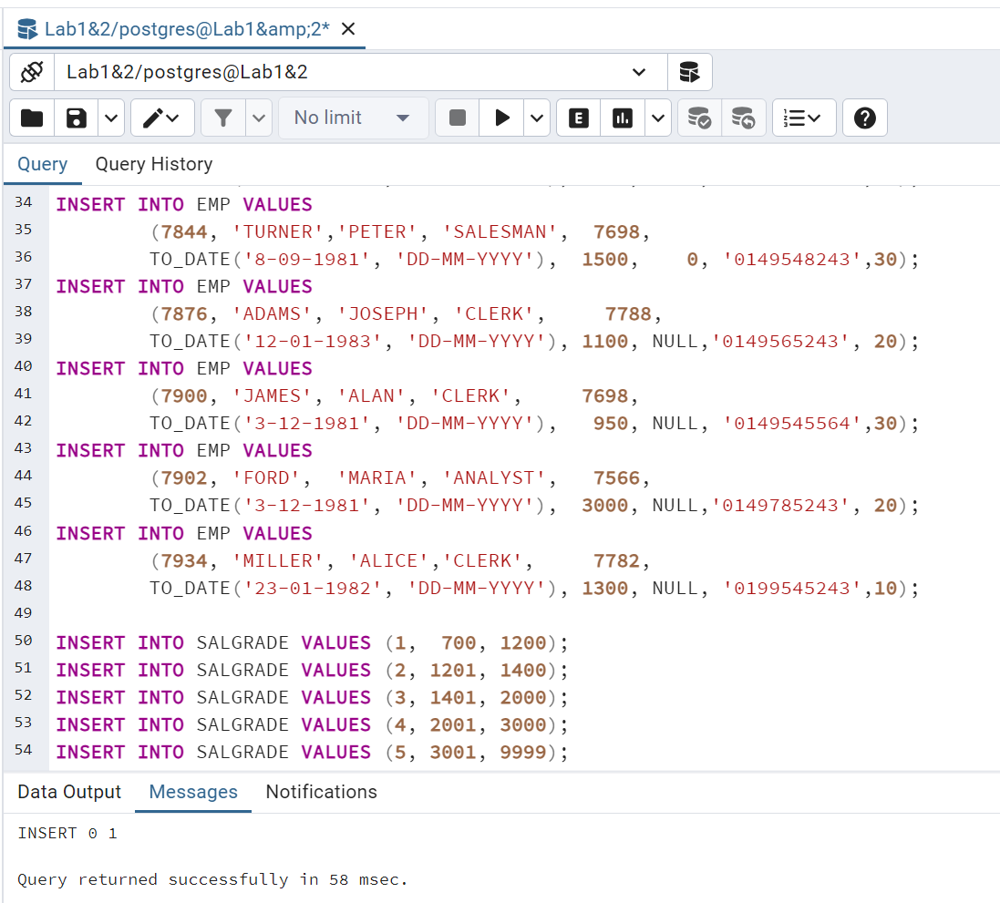 Lab1&2/postgres@Lab1&amp;2*
Lab1&2/postgres@Lab1&2
No limit
E
Query Query History
34 INSERT INTO EMP VALUES
35 (7844, 'TURNER','PETER', 'SALESMAN', 7698,
36 TO_DATE('8-09-1981', 'DD-MM-YYYY'), 1500, 0, '0149548243',30);
37 INSERT INTO EMP VALUES
38 (7876, 'ADAMS', 'JOSEPH', 'CLERK', 7788,
39 TO_DATE('12-01-1983', 'DD-MM-YYYY'), 1100, NULL,'0149565243', 20);
40 INSERT INTO EMP VALUES
41 (7900, 'JAMES', 'ALAN', 'CLERK', 7698,
42 TO_DATE('3-12-1981', 'DD-MM-YYYY'), 950, NULL, '0149545564',30);
43 INSERT INTO EMP VALUES
44 (7902, 'FORD', 'MARIA', 'ANALYST', 7566,
45 TO_DATE('3-12-1981', 'DD-MM-YYYY'), 3000, NULL,'0149785243', 20);
46 INSERT INTO EMP VALUES
47 (7934, 'MILLER', 'ALICE','CLERK', 7782,
48 TO_DATE('23-01-1982', 'DD-MM-YYYY'), 1300, NULL, '0199545243',10);
49
50 INSERT INTO SALGRADE VALUES (1, 700, 1200);
51 INSERT INTO SALGRADE VALUES (2, 1201, 1400);
52 INSERT INTO SALGRADE VALUES (3, 1401, 2000);
53 INSERT INTO SALGRADE VALUES (4, 2001, 3000);
54 INSERT INTO SALGRADE VALUES (5, 3001, 9999);
Data Output Messages Notifications
INSERT 0 1
Query returned successfully in 58 msec.